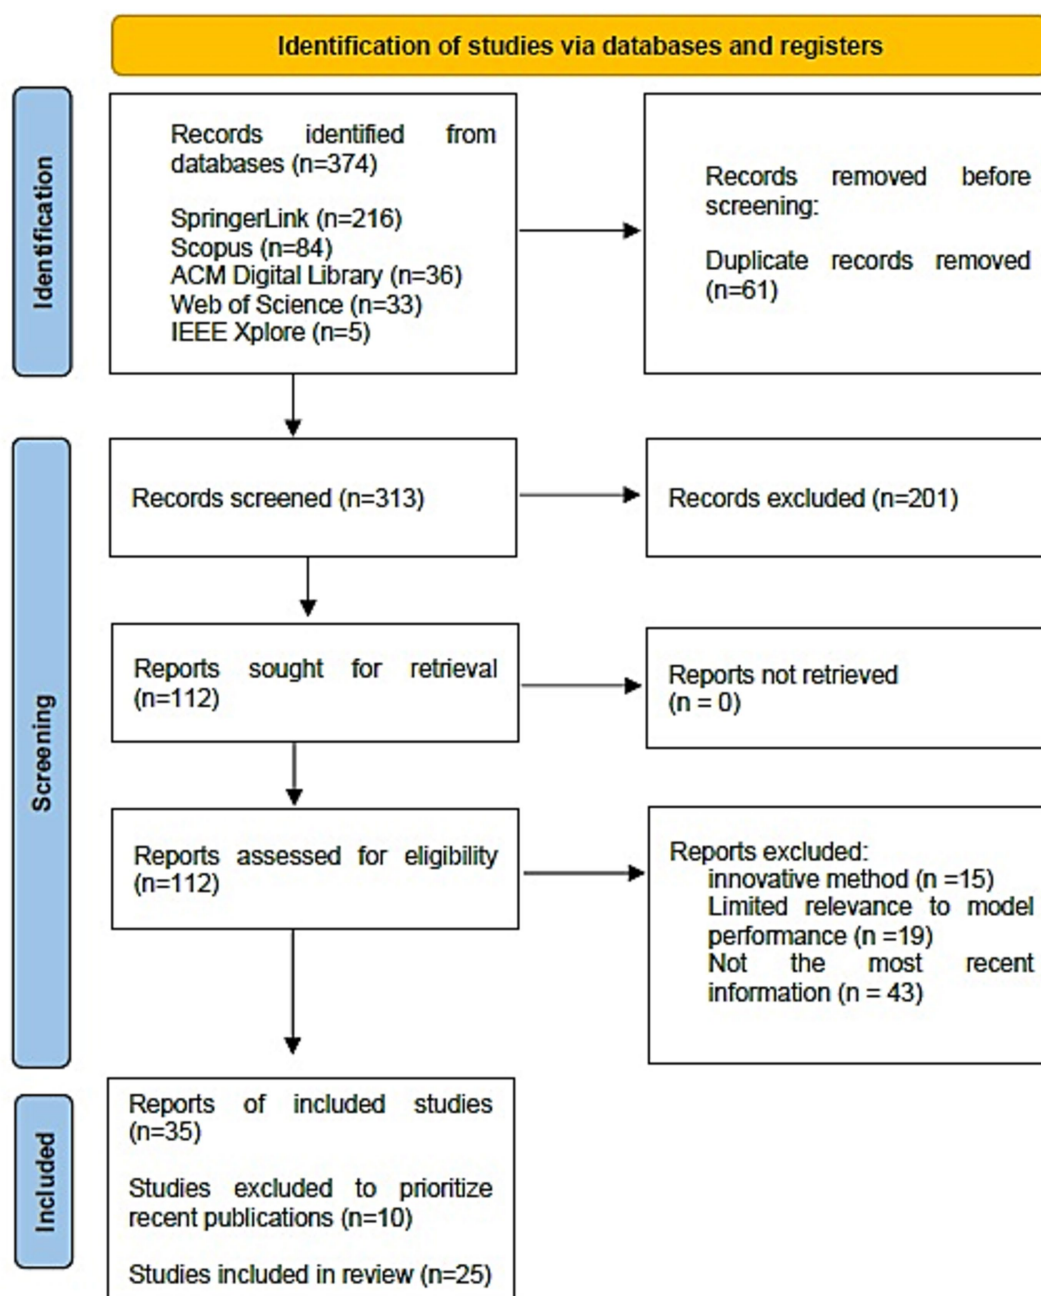 Identification of studies via databases and registers
Identification
Records identified from
databases (n=374)
SpringerLink (n=216)
Scopus (n=84)
ACM Digital Library (n=36)
Web of Science (n=33)
IEEE Xplore (n=5)
Records removed before
screening:
Duplicate records removed
(n=61)
Screening
Records screened (n=313)
Records excluded (n=201)
Reports sought for retrieval
(n=112)
Reports not retrieved
(n = 0)
Reports assessed for eligibility
(n=112)
Reports excluded:
innovative method (n =15)
Limited relevance to model
performance (n =19)
Not the most recent
information (n = 43)
Included
Reports of included studies
(n=35)
Studies excluded to prioritize
recent publications (n=10)
Studies included in review (n=25)